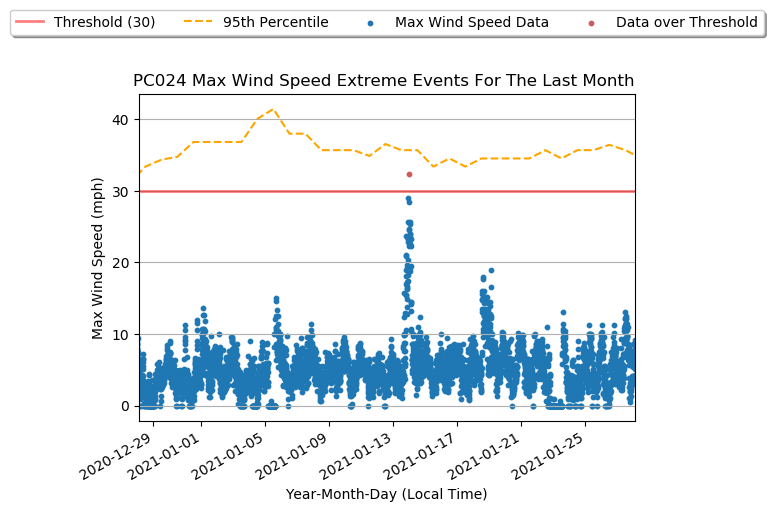 Threshold (30) 95th Percentile Max Wind Speed Data Data over Threshold
PC024 Max Wind Speed Extreme Events For The Last Month
40
30
20
10
0
Max Wind Speed (mph)
2020-12-29 2021-01-01 2021-01-05 2021-01-09 2021-01-13 2021-01-17 2021-01-21 2021-01-25
Year-Month-Day (Local Time)